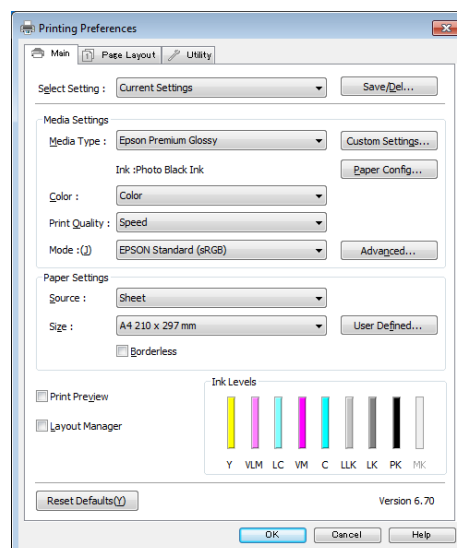 Printing Preferences
Main Page Layout Utility
Select Setting : Current Settings Save/Del...
Media Settings
Media Type : Epson Premium Glossy Custom Settings...
Ink :Photo Black Ink Paper Config...
Color : Color
Print Quality : Speed
Mode :(J) EPSON Standard (sRGB) Advanced...
Paper Settings
Source : Sheet
Size : A4 210 x 297 mm User Defined...
Borderless
Ink Levels
Print Preview
Layout Manager
Y VLM LC VM C LLK LK PK MK
Reset Defaults(Y) Version 6.70
OK Cancel Help